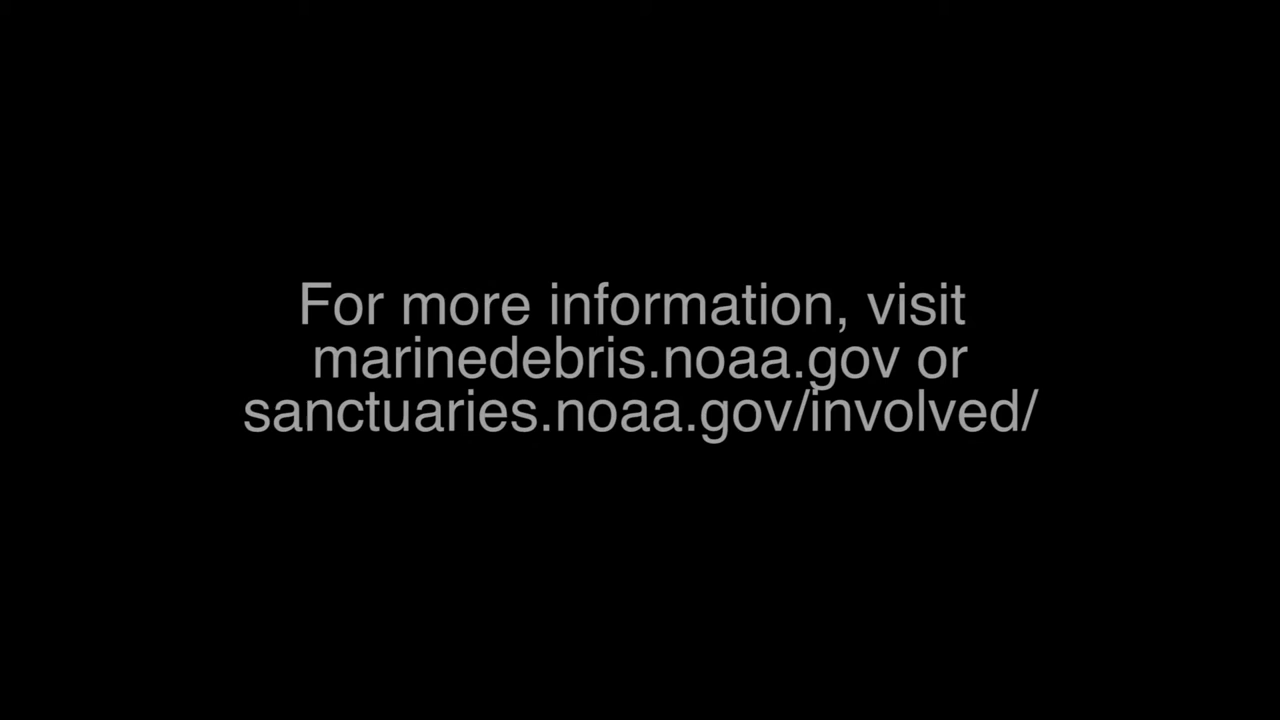 For more information, visit
marinedebris.noaa.gov or
sanctuaries.noaa.gov/involved/